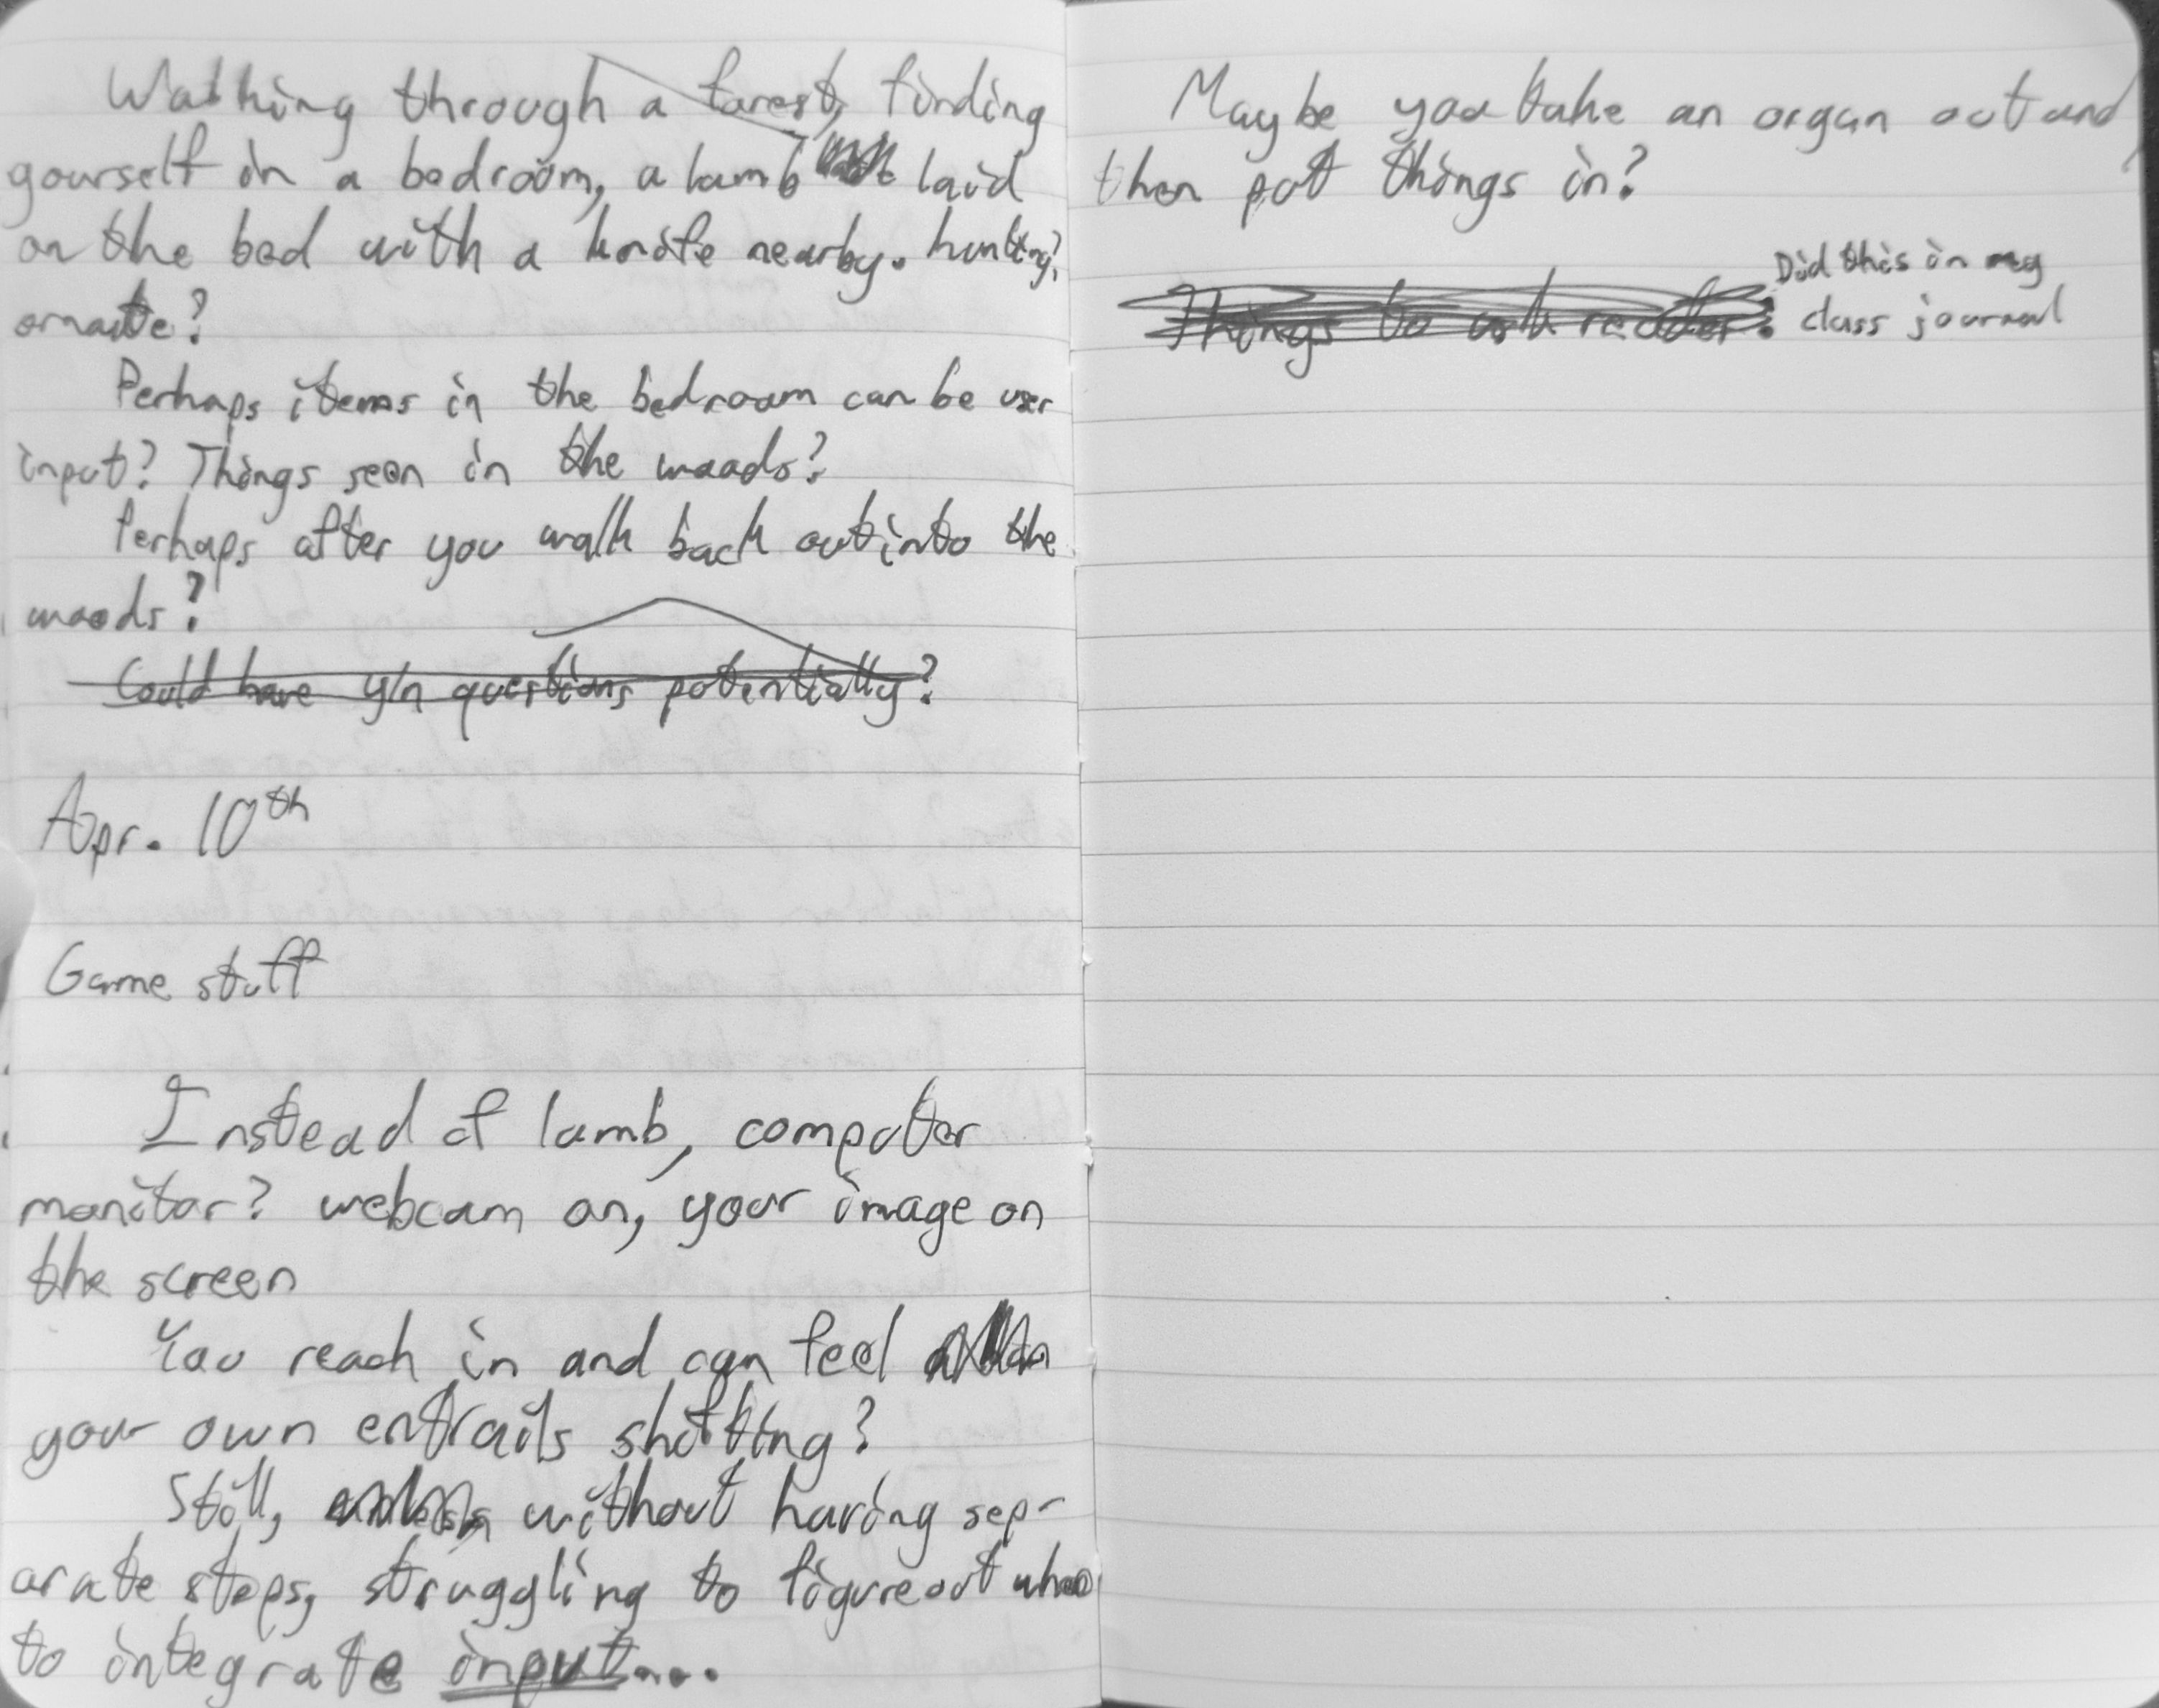 Walking through a forest, finding
yourself in a bedroom, a lamb laid
on the bed with a knife nearby. hunting?
ornate?
Perhaps items in the bedroom can be user
input? Things seen in the woods?
Perhaps after you walk back out into the
woods?
Could have y/n questions potentially?
Apr. 10th
Game stuff
Instead of lamb, computer
monitor? webcam on, your image on
the screen
You reach in and can feel
your own entrails shifting?
Still, without having sep-
arate steps, struggling to figure out
to integrate input...
Maybe you take an organ out and
then put things in?
Things to ask reader: Did this in my
class journal